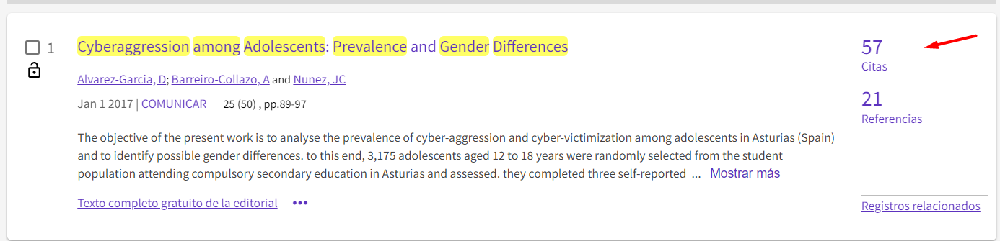 1
Cyberaggression among Adolescents: Prevalence and Gender Differences
Alvarez-Garcia, D; Barreiro-Collazo, A and Nunez, JC
Jan 1 2017 | COMUNICAR 25 (50) , pp.89-97
The objective of the present work is to analyse the prevalence of cyber-aggression and cyber-victimization among adolescents in Asturias (Spain)
and to identify possible gender differences. to this end, 3,175 adolescents aged 12 to 18 years were randomly selected from the student
population attending compulsory secondary education in Asturias and assessed. they completed three self-reported ... Mostrar más
Texto completo gratuito de la editorial •••
57
Citas
21
Referencias
Registros relacionados